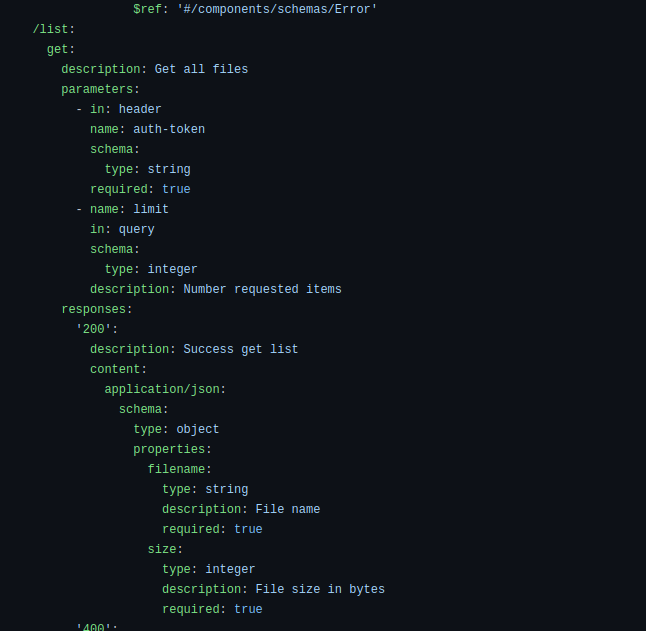 $ref: '#/components/schemas/Error'
/list:
get:
description: Get all files
parameters:
- in: header
name: auth-token
schema:
type: string
required: true
- name: limit
in: query
schema:
type: integer
description: Number requested items
responses:
'200':
description: Success get list
content:
application/json:
schema:
type: object
properties:
filename:
type: string
description: File name
required: true
size:
type: integer
description: File size in bytes
required: true
'400':